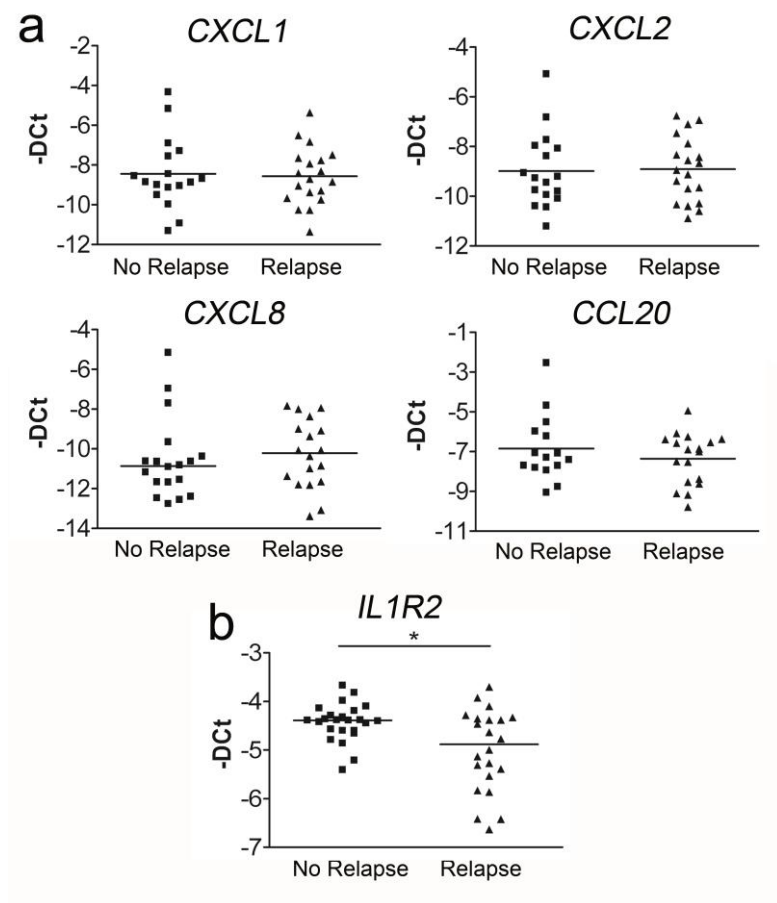 a
CXCL1
CXCL2
-DCt
-2
-4
-6
-8
-10
-12
No Relapse Relapse
-DCt
-4
-6
-8
-10
-12
No Relapse Relapse
CXCL8
CCL20
-DCt
-4
-6
-8
-10
-12
-14
No Relapse Relapse
-DCt
-1
-3
-5
-7
-9
-11
No Relapse Relapse
b
IL1R2
*
-DCt
-3
-4
-5
-6
-7
No Relapse Relapse